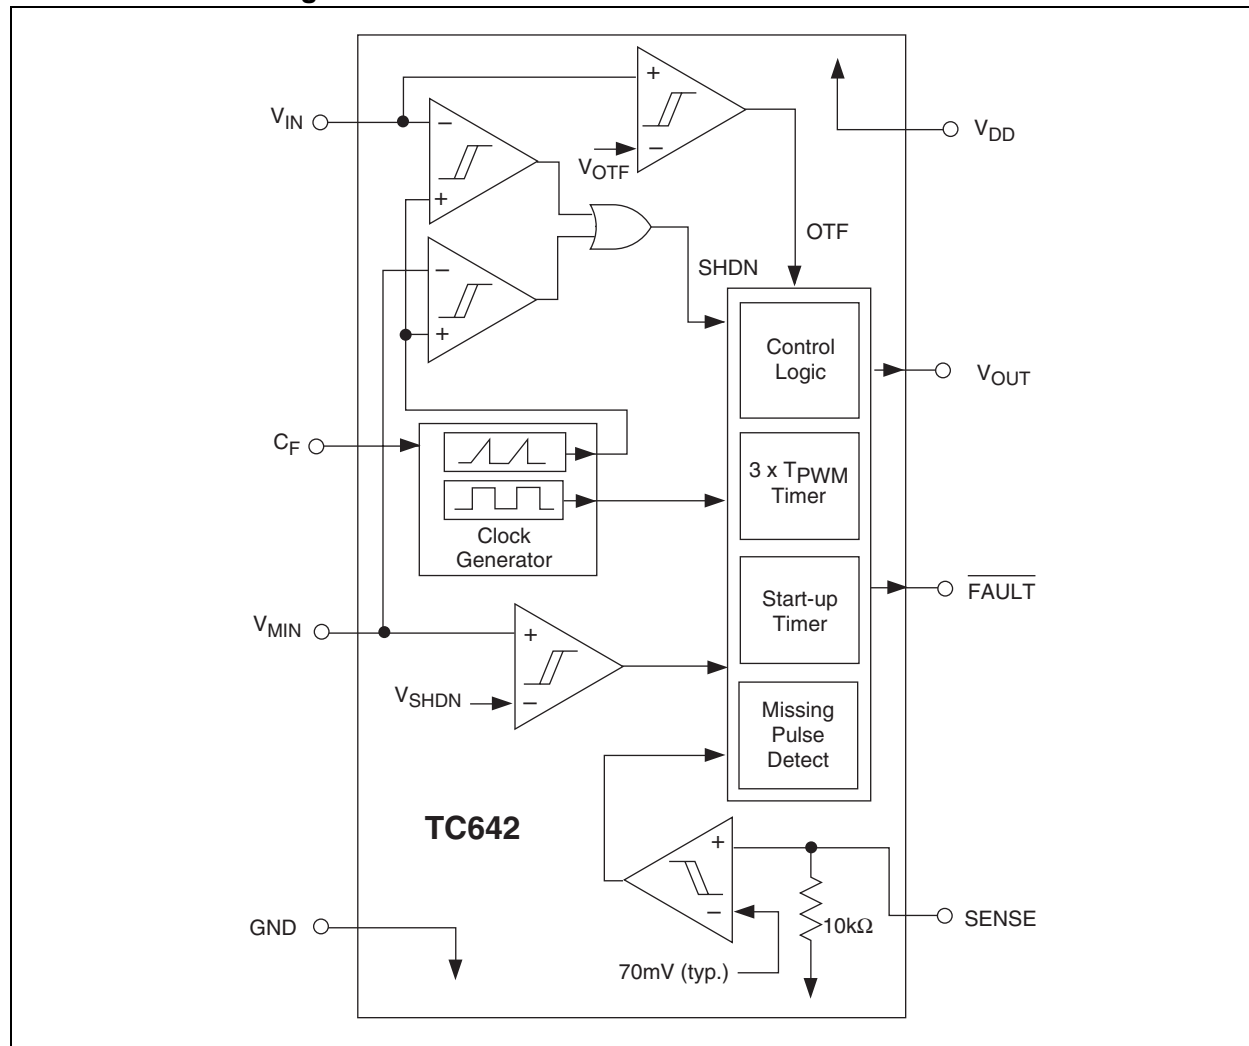 V_IN
+
−
V_OTF
−
+
V_DD
OTF
SHDN
−
+
Control
Logic
V_OUT
C_F
3 x T_PWM
Timer
Clock
Generator
FAULT
Start-up
Timer
V_MIN
+
V_SHDN
−
Missing
Pulse
Detect
TC642
+
−
10kΩ
SENSE
GND
70mV (typ.)